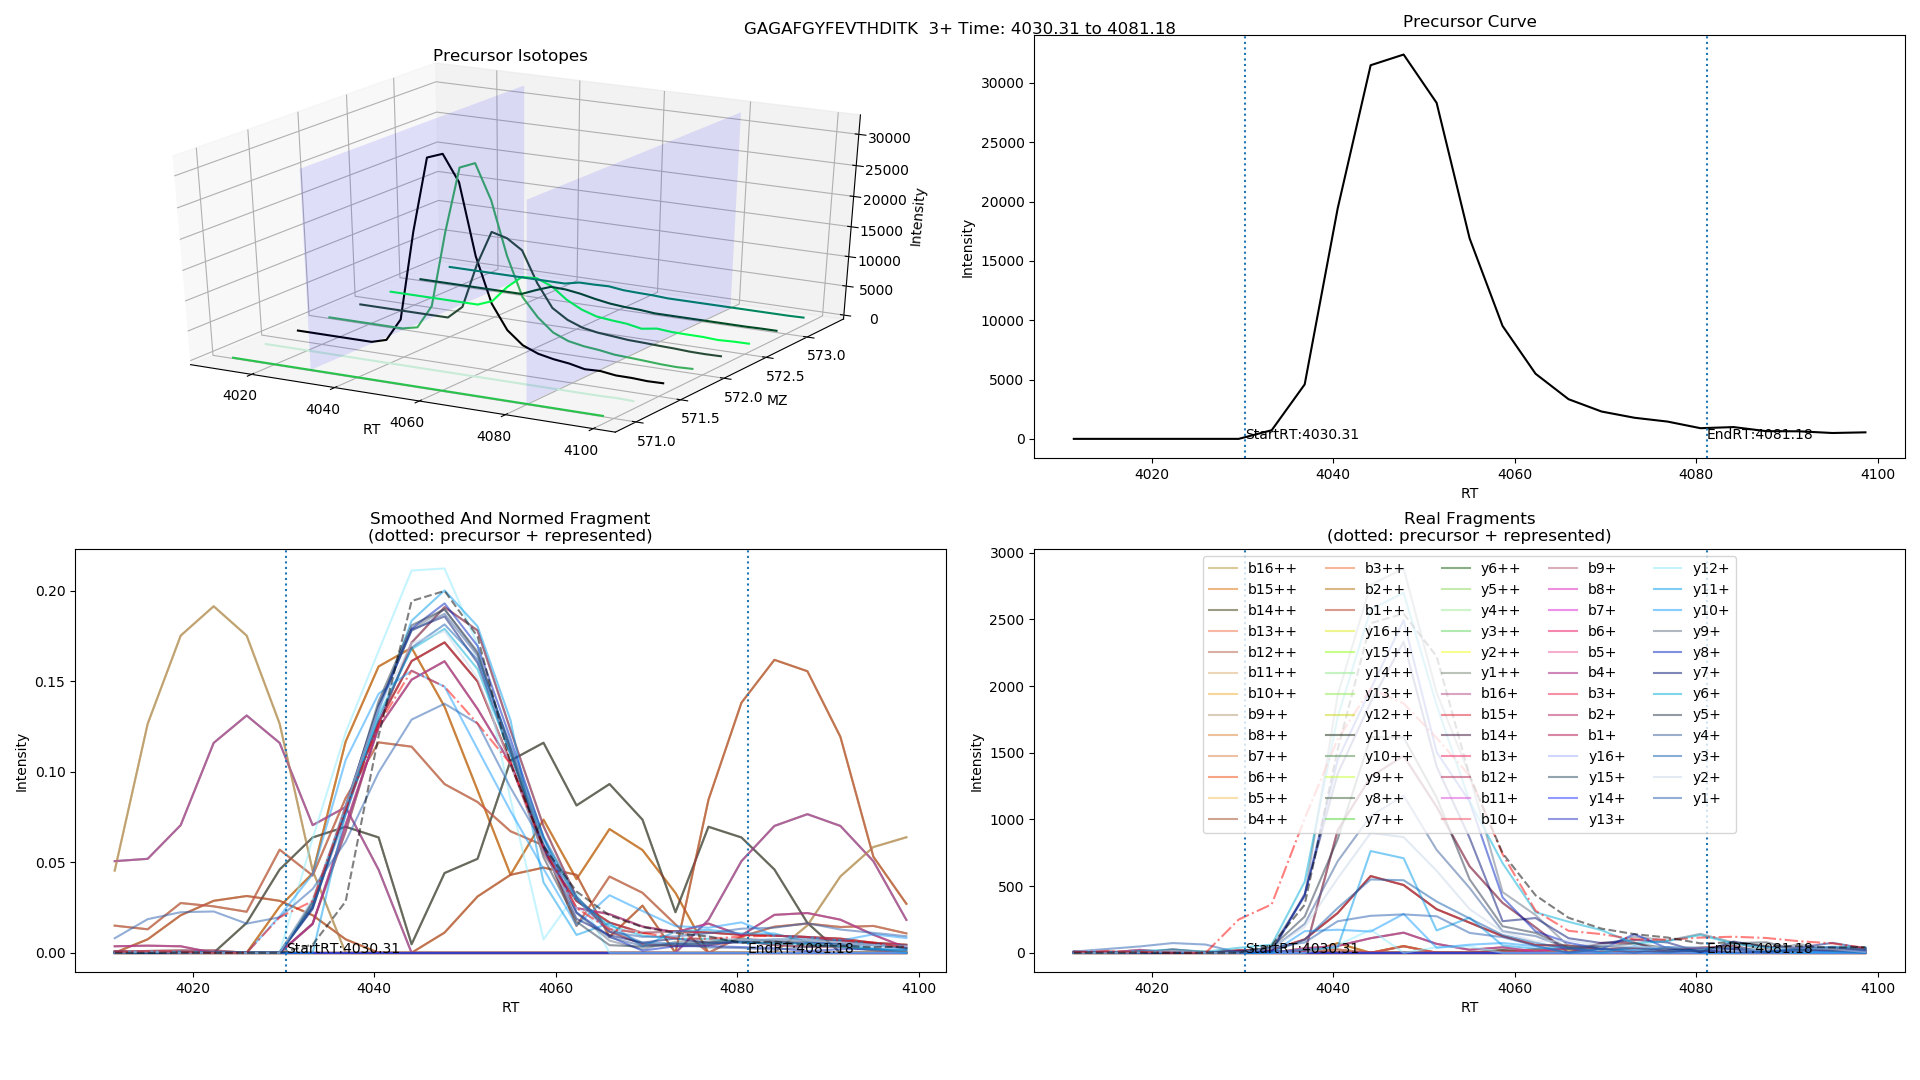 GAGAFGYFEVTHDITK  3+ Time: 4030.31 to 4081.18
Precursor Isotopes
30000
25000
20000
15000
10000
5000
0
Intensity
4020
4040
4060
4080
4100
RT
571.0
571.5
572.0
572.5
573.0
MZ
Precursor Curve
30000
25000
20000
15000
10000
5000
0
Intensity
StartRT:4030.31
EndRT:4081.18
4020
4040
4060
4080
4100
RT
Smoothed And Normed Fragment
(dotted: precursor + represented)
0.20
0.15
0.10
0.05
0.00
Intensity
StartRT:4030.31
EndRT:4081.18
4020
4040
4060
4080
4100
RT
Real Fragments
(dotted: precursor + represented)
3000
2500
2000
1500
1000
500
0
Intensity
b16++ b3++ y6++ b9+ y12+
b15++ b2++ y5++ b8+ y11+
b14++ b1++ y4++ b7+ y10+
b13++ y16++ y3++ b6+ y9+
b12++ y15++ y2++ b5+ y8+
b11++ y14++ y1++ b4+ y7+
b10++ y13++ b16+ b3+ y6+
b9++ y12++ b15+ b2+ y5+
b8++ y11++ b14+ b1+ y4+
b7++ y10++ b13+ y16+ y3+
b6++ y9++ b12+ y15+ y2+
b5++ y8++ b11+ y14+ y1+
b4++ y7++ b10+ y13+
StartRT:4030.31
EndRT:4081.18
4020
4040
4060
4080
4100
RT